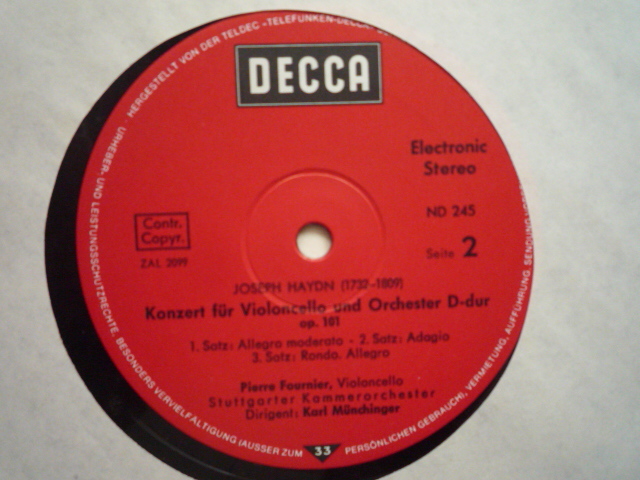 HERGESTELLT VON DER TELDEC »TELEFUNKEN-DECCA
DECCA
Electronic
Stereo
ND 245
Seite 2
Contr.
Copyr.
ZAL 2099
JOSEPH HAYDN (1732-1809)
Konzert für Violoncello und Orchester D-dur
op. 101
1. Satz: Allegro moderato - 2. Satz: Adagio
3. Satz: Rondo. Allegro
Pierre Fournier, Violoncello
Stuttgarter Kammerorchester
Dirigent: Karl Münchinger
33
URHEBER- UND LEISTUNGSSCHUTZRECHTE, BESONDERS VERVIELFÄLTIGUNG (AUSSER ZUM PERSÖNLICHEN GEBRAUCH), VERMIETUNG, AUFFÜHRUNG, SENDUNG